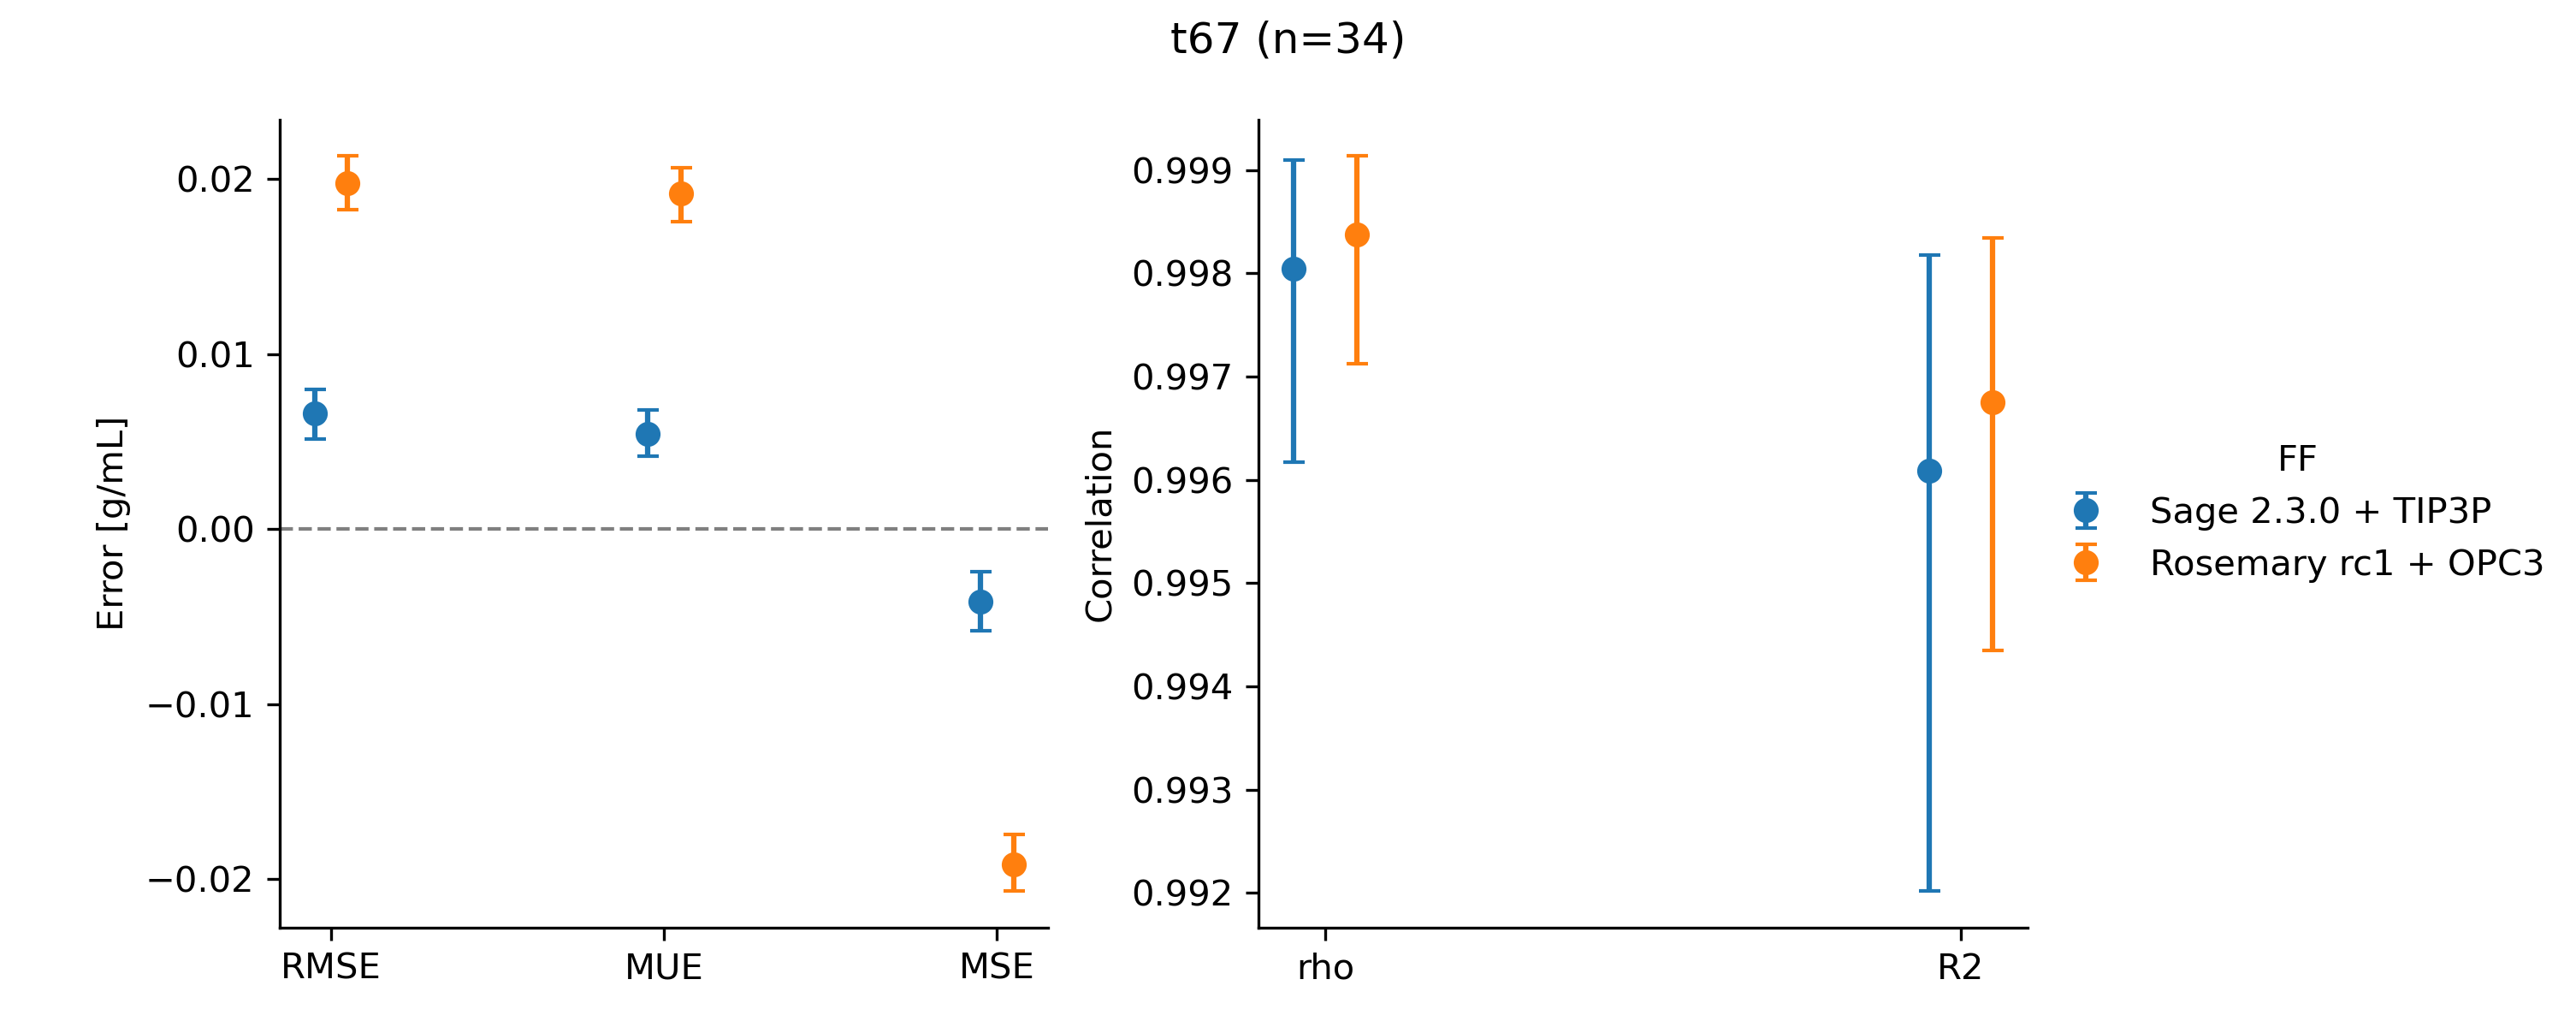 t67 (n=34)
Error [g/mL]
0.02
0.01
0.00
−0.01
−0.02
RMSE
MUE
MSE
Correlation
0.999
0.998
0.997
0.996
0.995
0.994
0.993
0.992
rho
R2
FF
Sage 2.3.0 + TIP3P
Rosemary rc1 + OPC3